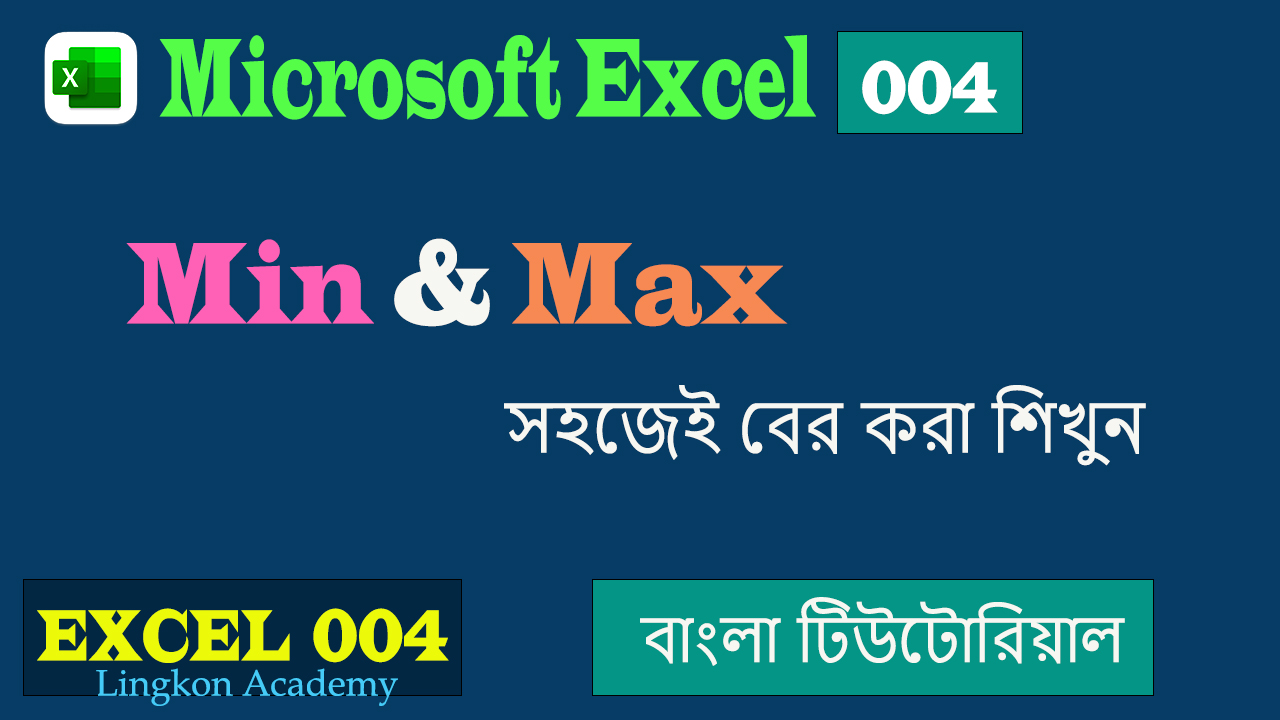 X
Microsoft Excel 004
Min & Max
সহজেই বের করা শিখুন
EXCEL 004
Lingkon Academy
বাংলা টিউটোরিয়াল